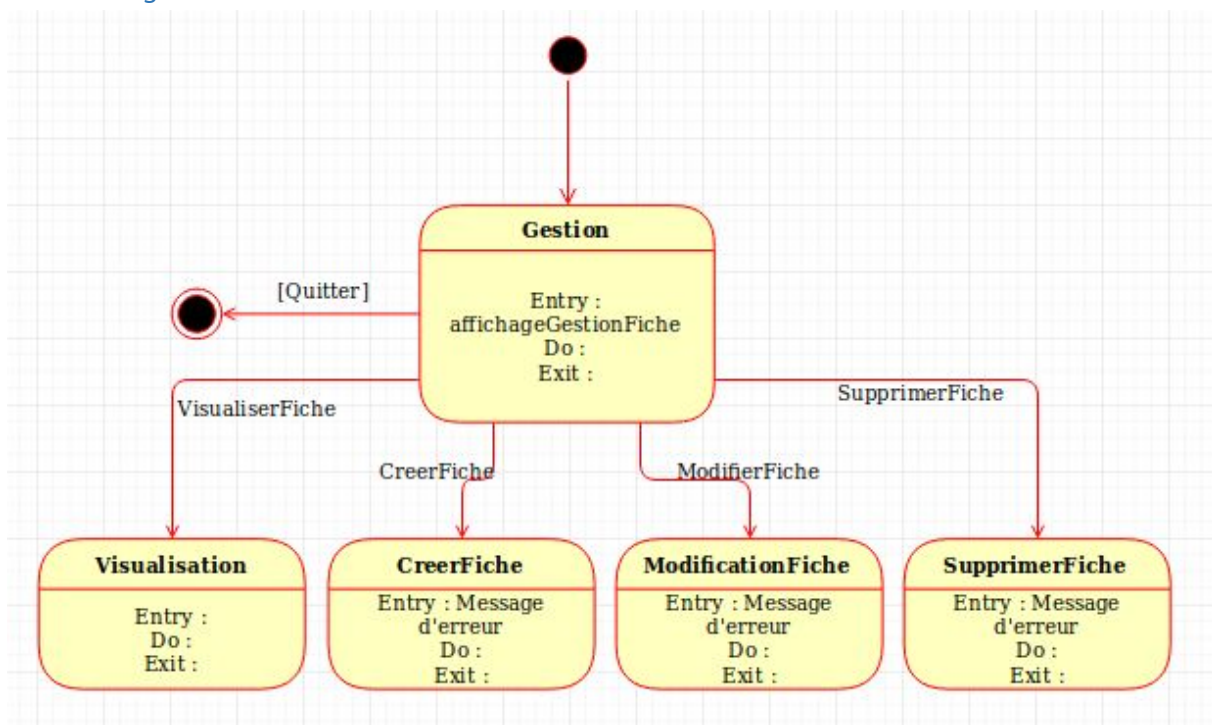 Gestion
[Quitter]
Entry :
affichageGestionFiche
Do :
Exit :
VisualiserFiche
SupprimerFiche
CreerFiche
ModifierFiche
Visualisation
Entry :
Do :
Exit :
CreerFiche
Entry : Message
d'erreur
Do :
Exit :
ModificationFiche
Entry : Message
d'erreur
Do :
Exit :
SupprimerFiche
Entry : Message
d'erreur
Do :
Exit :